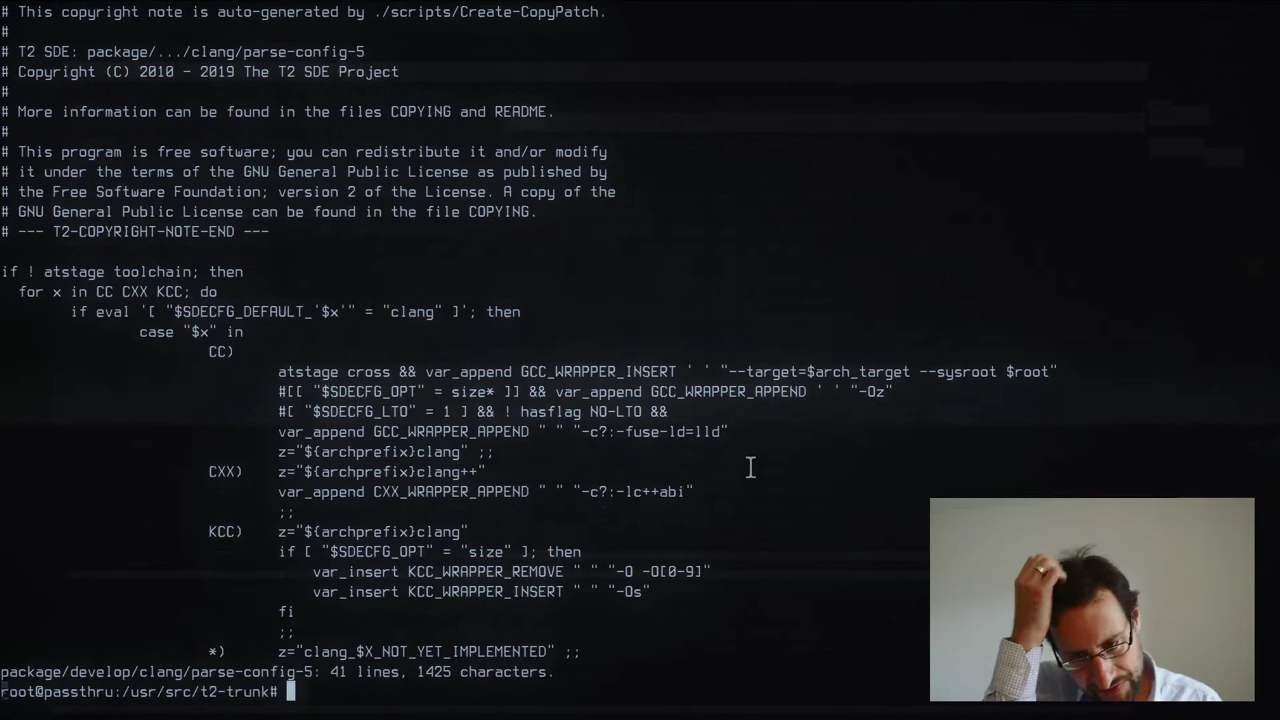 # This copyright note is auto-generated by ./scripts/Create-CopyPatch.
#
# T2 SDE: package/.../clang/parse-config-5
# Copyright (C) 2010 - 2019 The T2 SDE Project
#
# More information can be found in the files COPYING and README.
#
# This program is free software; you can redistribute it and/or modify
# it under the terms of the GNU General Public License as published by
# the Free Software Foundation; version 2 of the License. A copy of the
# GNU General Public License can be found in the file COPYING.
# --- T2-COPYRIGHT-NOTE-END ---
if ! atstage toolchain; then
for x in CC CXX KCC; do
if eval '[ "$SDECFG_DEFAULT_'$x'" = "clang" ]'; then
case "$x" in
CC)
atstage cross && var_append GCC_WRAPPER_INSERT ' ' "--target=$arch_target --sysroot $root"
#[[ "$SDECFG_OPT" = size* ]] && var_append GCC_WRAPPER_APPEND ' ' "-Oz"
#[ "$SDECFG_LTO" = 1 ] && ! hasflag NO-LTO &&
var_append GCC_WRAPPER_APPEND " " "-c?:-fuse-ld=lld"
z="${archprefix}clang" ;;
CXX) z="${archprefix}clang++"
var_append CXX_WRAPPER_APPEND " " "-c?:-lc++abi"
;;
KCC) z="${archprefix}clang"
if [ "$SDECFG_OPT" = "size" ]; then
var_insert KCC_WRAPPER_REMOVE " " "-O -O[0-9]"
var_insert KCC_WRAPPER_INSERT " " "-Os"
fi
;;
*) z="clang_$X_NOT_YET_IMPLEMENTED" ;;
package/develop/clang/parse-config-5: 41 lines, 1425 characters.
root@passthru:/usr/src/t2-trunk#